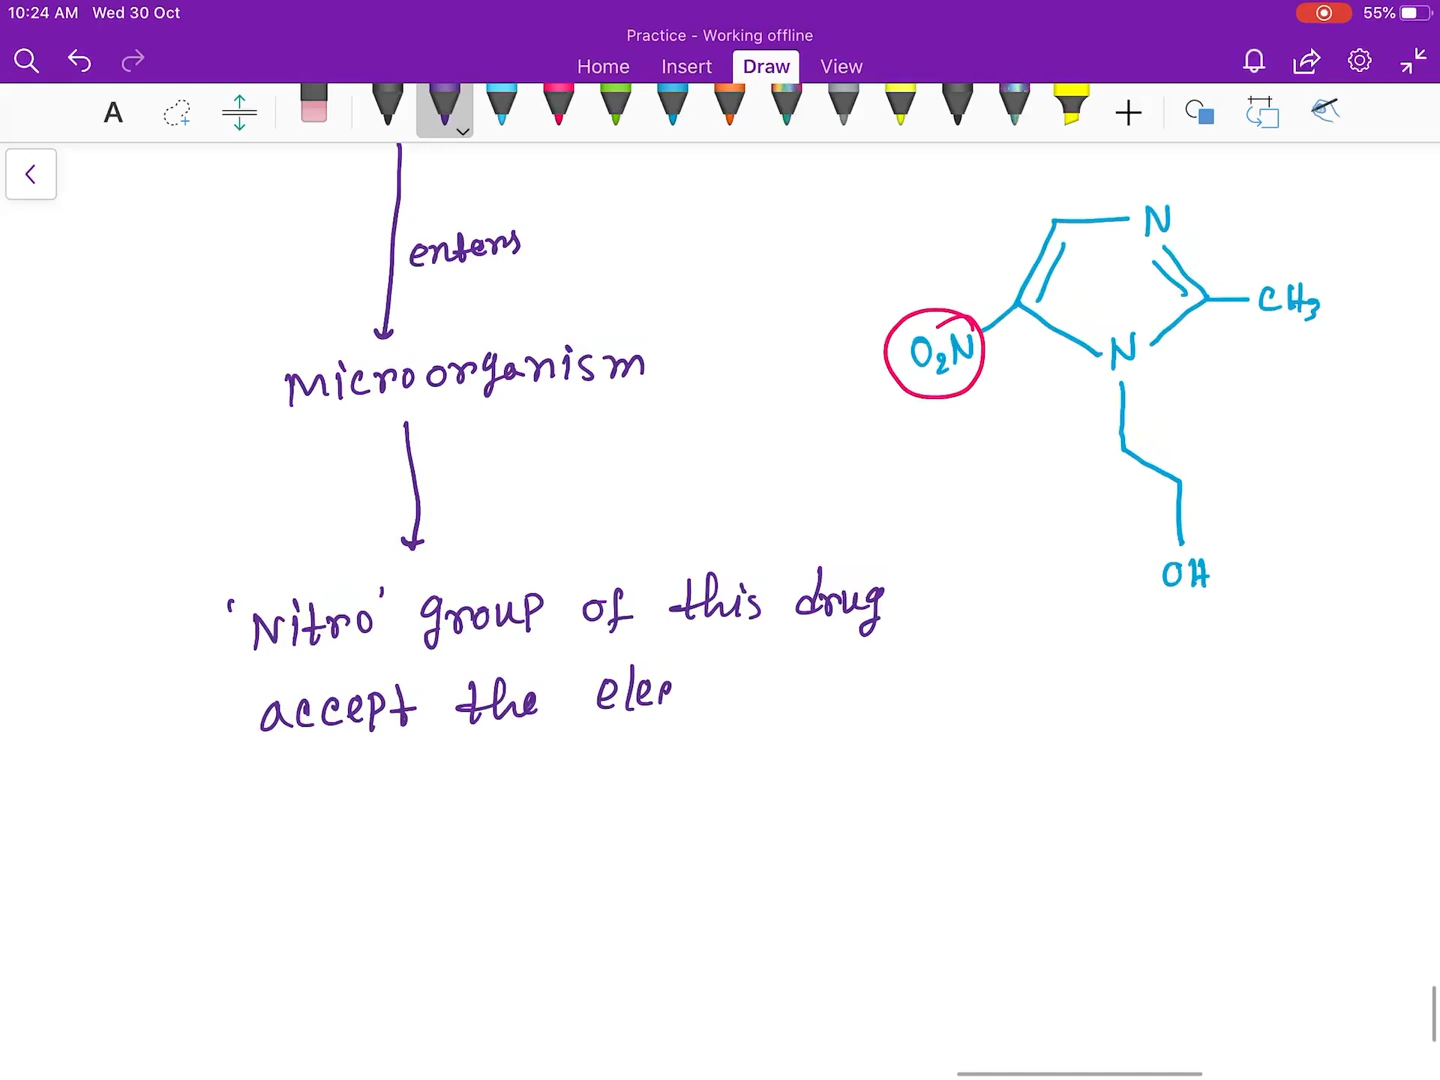 10:24 AM Wed 30 Oct
55%
Practice - Working offline
Home Insert Draw View
A
enters
Microorganism
'Nitro' group of this drug
accept the elec
N
CH3
O2N
N
OH